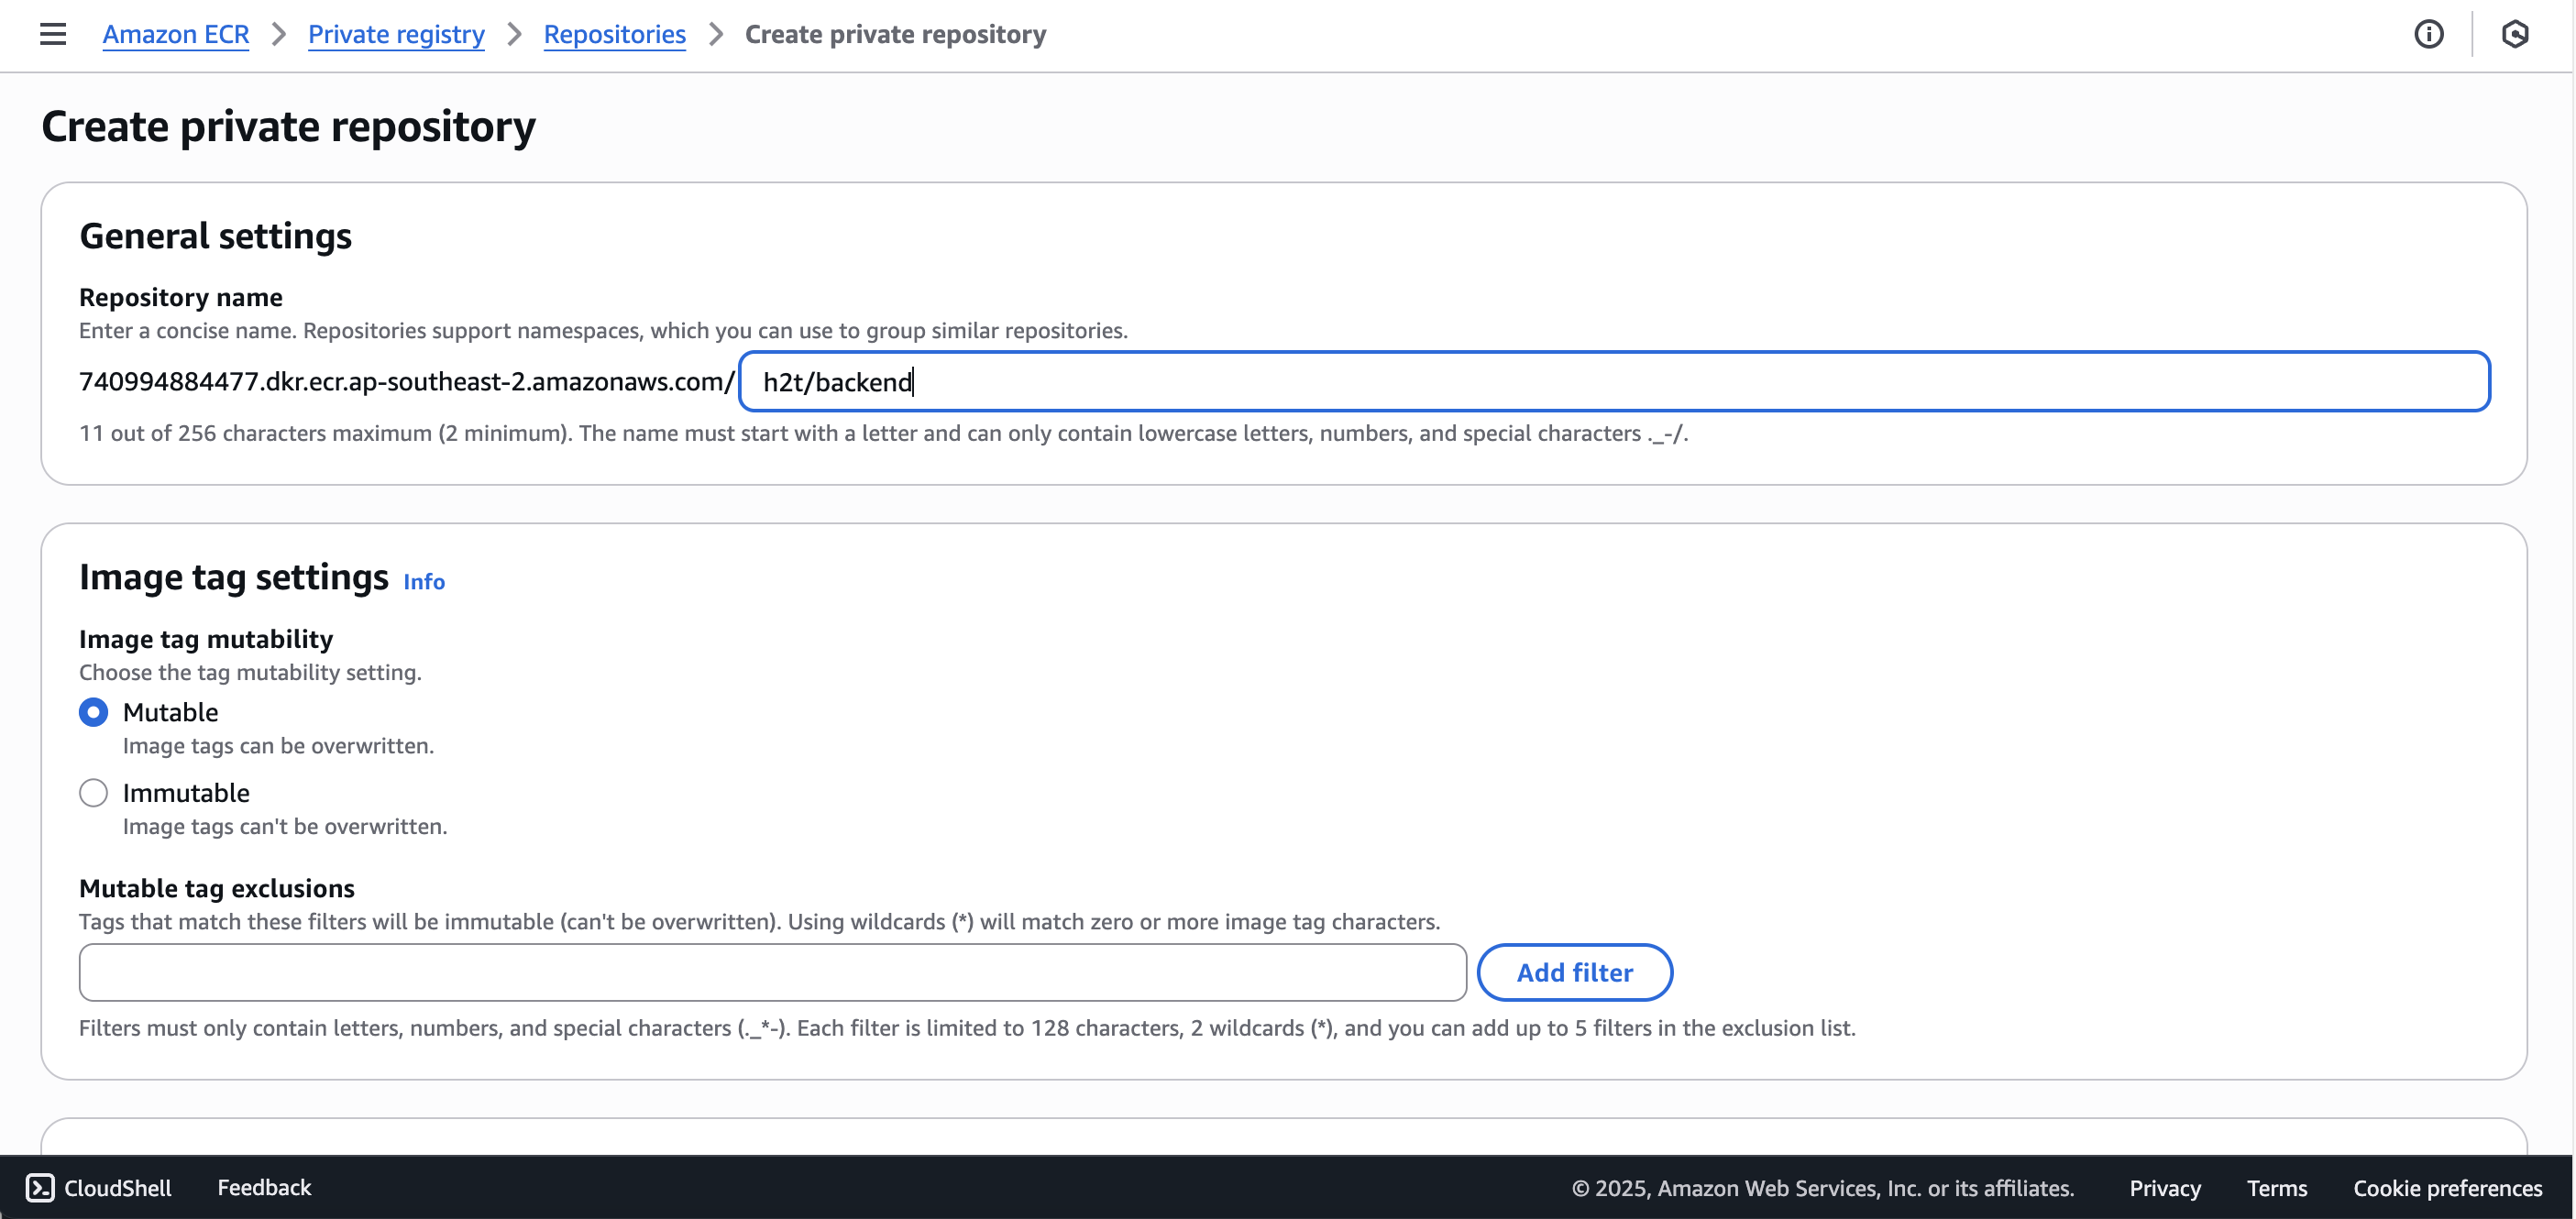 Amazon ECR > Private registry > Repositories > Create private repository
Create private repository
General settings
Repository name
Enter a concise name. Repositories support namespaces, which you can use to group similar repositories.
740994884477.dkr.ecr.ap-southeast-2.amazonaws.com/ h2t/backend
11 out of 256 characters maximum (2 minimum). The name must start with a letter and can only contain lowercase letters, numbers, and special characters ._-/.
Image tag settings Info
Image tag mutability
Choose the tag mutability setting.
Mutable
Image tags can be overwritten.
Immutable
Image tags can't be overwritten.
Mutable tag exclusions
Tags that match these filters will be immutable (can't be overwritten). Using wildcards (*) will match zero or more image tag characters.
Add filter
Filters must only contain letters, numbers, and special characters (._*-). Each filter is limited to 128 characters, 2 wildcards (*), and you can add up to 5 filters in the exclusion list.
CloudShell Feedback © 2025, Amazon Web Services, Inc. or its affiliates. Privacy Terms Cookie preferences